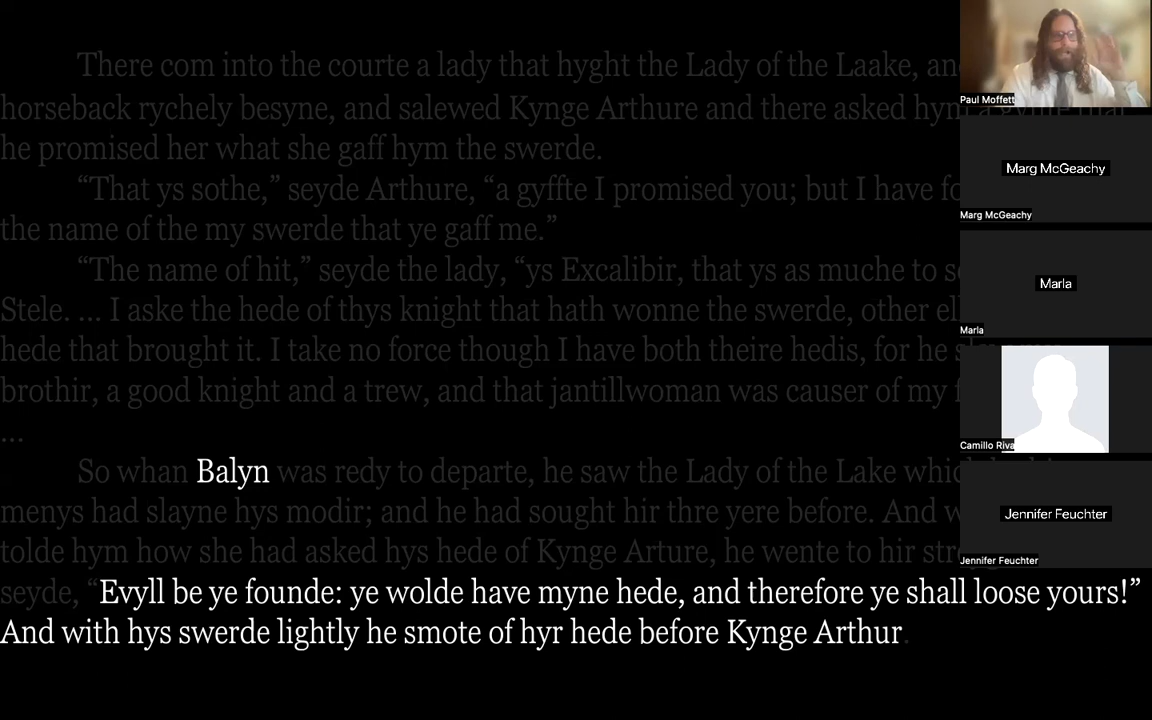 There com into the courte a lady that hyght the Lady of the Laake, an
horseback rychely beseye, and salewed Kynge Arthure and there asked hym a gyffte that
he promised her what she gaff hym the swerde.
“That ys sothe,” seyde Arthure, “a gyffte I promised you; but I have fo
the name of the my swerde that ye gaff me.”
“The name of hit,” seyde the lady, “ys Excalibir, that ys as muche to s
Stele. ... I aske the hede of thys knight that hath wonne the swerde, other el
hede that brought it. I take no force though I have both theire hedis, for he
brothir, a good knight and a trew, and that jantillwoman was causer of my f
...
So whan Balyn was redy to departe, he saw the Lady of the Lake which
menys had slayne hys modir; and he had sought hir thre yere before. And w
tolde hym how she had asked hys hede of Kynge Arture, he wente to hir
seyde, “Evyll be ye founde: ye wolde have myne hede, and therefore ye shall loose yours!”
And with hys swerde lightly he smote of hyr hede before Kynge Arthur.
Paul Moffett
Marg McGeachy
Marg McGeachy
Marla
Marla
Camillo Riva
Jennifer Feuchter
Jennifer Feuchter